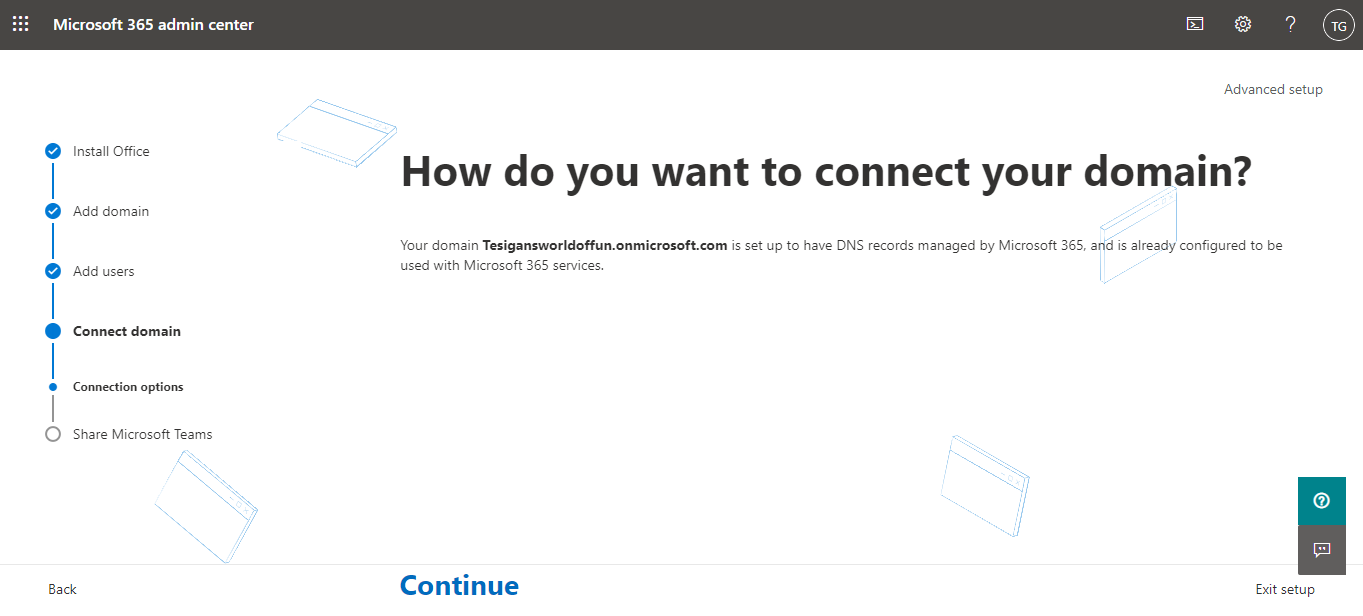 Microsoft 365 admin center
TG
Advanced setup
Install Office
Add domain
Add users
Connect domain
Connection options
Share Microsoft Teams
How do you want to connect your domain?
Your domain Tesigansworldoffun.onmicrosoft.com is set up to have DNS records managed by Microsoft 365, and is already configured to be
used with Microsoft 365 services.
Back
Continue
Exit setup